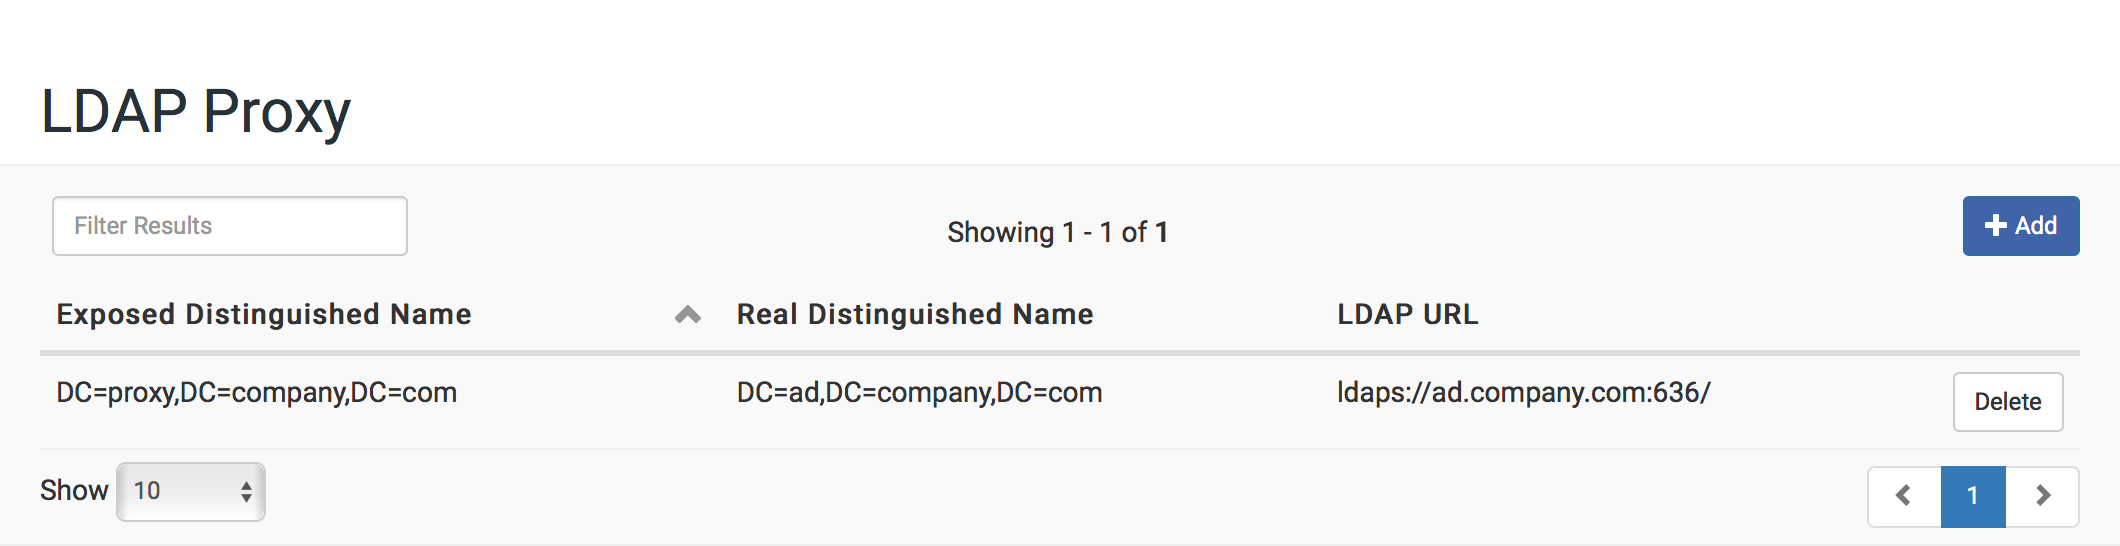 LDAP Proxy
Filter Results
Showing 1 - 1 of 1
Add
Exposed Distinguished Name
Real Distinguished Name
LDAP URL
DC=proxy,DC=company,DC=com
DC=ad,DC=company,DC=com
ldaps://ad.company.com:636/
Delete
Show 10
1